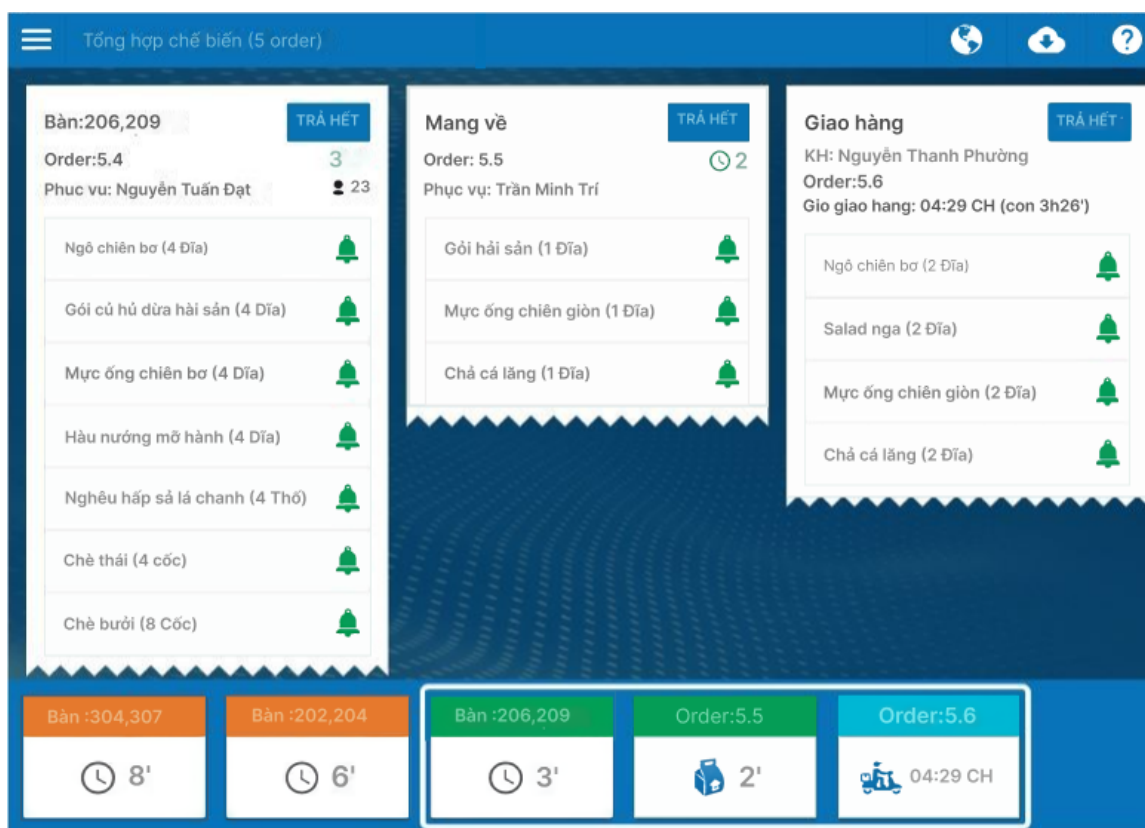 Tổng hợp chế biến (5 order)
Bàn:206,209
TRẢ HẾT
Order:5.4
3
Phuc vu: Nguyễn Tuấn Đạt
23
Ngô chiên bơ (4 Đĩa)
Gói củ hủ dừa hài sản (4 Dĩa)
Mực ống chiên bơ (4 Dĩa)
Hàu nướng mỡ hành (4 Dĩa)
Nghêu hấp sả lá chanh (4 Thố)
Chè thái (4 cốc)
Chè bưởi (8 Cốc)
Mang về
TRẢ HẾT
Order: 5.5
2
Phục vụ: Trần Minh Trí
Gỏi hải sản (1 Đĩa)
Mực ống chiên giòn (1 Đĩa)
Chả cá lăng (1 Đĩa)
Giao hàng
TRẢ HẾT
KH: Nguyễn Thanh Phường
Order:5.6
Gio giao hang: 04:29 CH (con 3h26')
Ngô chiên bơ (2 Đĩa)
Salad nga (2 Đĩa)
Mực ống chiên giòn (2 Đĩa)
Chả cá lăng (2 Đĩa)
Bàn :304,307
8'
Bàn :202,204
6'
Bàn :206,209
3'
Order:5.5
2'
Order:5.6
04:29 CH